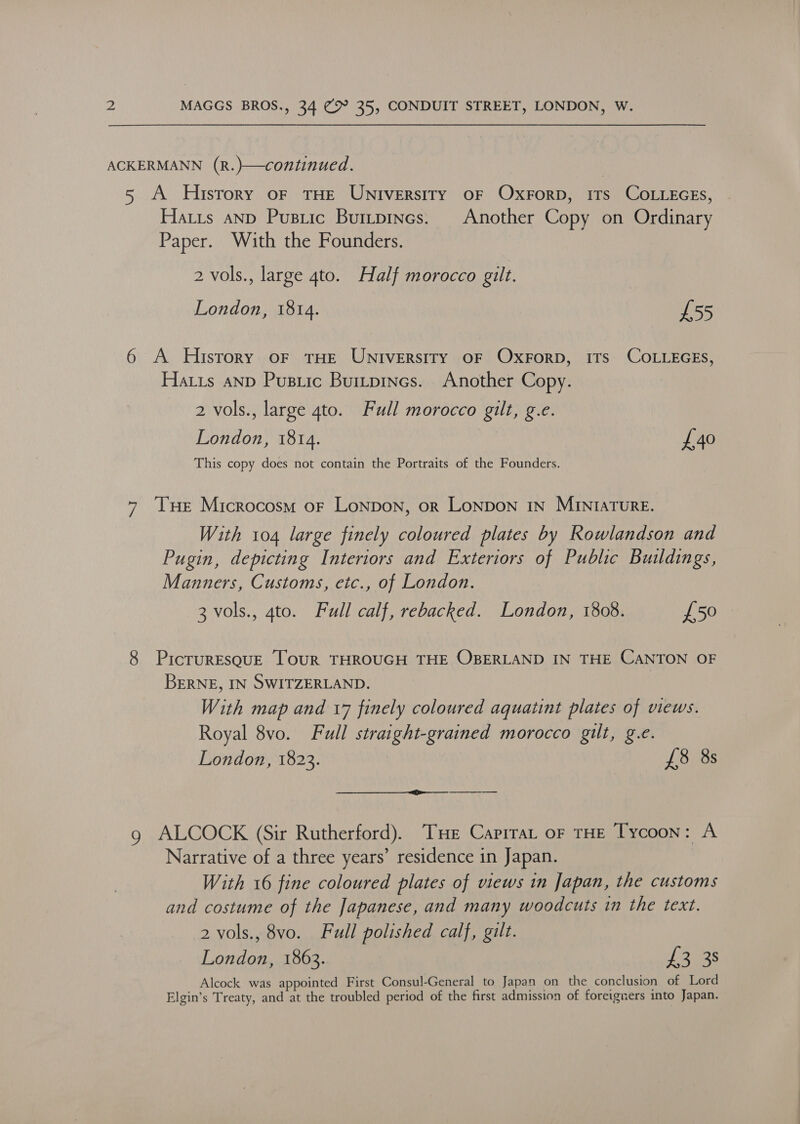 2 MAGGS BROS., 34 & 35, CONDUIT STREET, LONDON, W.
ACKERMANN (R.)—continued.
5 A History of the University of Oxford, its Colleges,
Halls and Public Buildings. Another Copy on Ordinary
Paper. With the Founders.
2 vols., large 4to. Half morocco gilt.
London, 1814. £55
6 A History of the University of Oxford, its Colleges,
Halls and Public Buildings. Another Copy.
2 vols., large 4to. Full morocco gilt, g.e.
London, 1814. £40
This copy does not contain the Portraits of the Founders.
7 The Microcosm of London, or London in Miniature.
With 104 large finely coloured plates by Rowlandson and
Pugin, depicting Interiors and Exteriors of Public Buildings,
Manners, Customs, etc., of London.
3 vols., 4to. Full calf, rebacked. London, 1808. £50
8 Picturesque Tour through the Oberland in the Canton of
Berne, in Switzerland.
With map and 17 finely coloured aquatint plates of views.
Royal 8vo. Full straight-grained morocco gilt, g.e.
London, 1823. £8 8s
9 ALCOCK (Sir Rutherford). The Capital of the Tycoon: A
Narrative of a three years' residence in Japan.
With 16 fine coloured plates of views in Japan, the customs
and costume of the Japanese, and many woodcuts in the text.
2 vols., 8vo. Full polished calf, gilt.
London, 1863. £3 3s
Alcock was appointed First Consul-General to Japan on the conclusion of Lord
Elgin's Treaty, and at the troubled period of the first admission of foreigners into Japan.